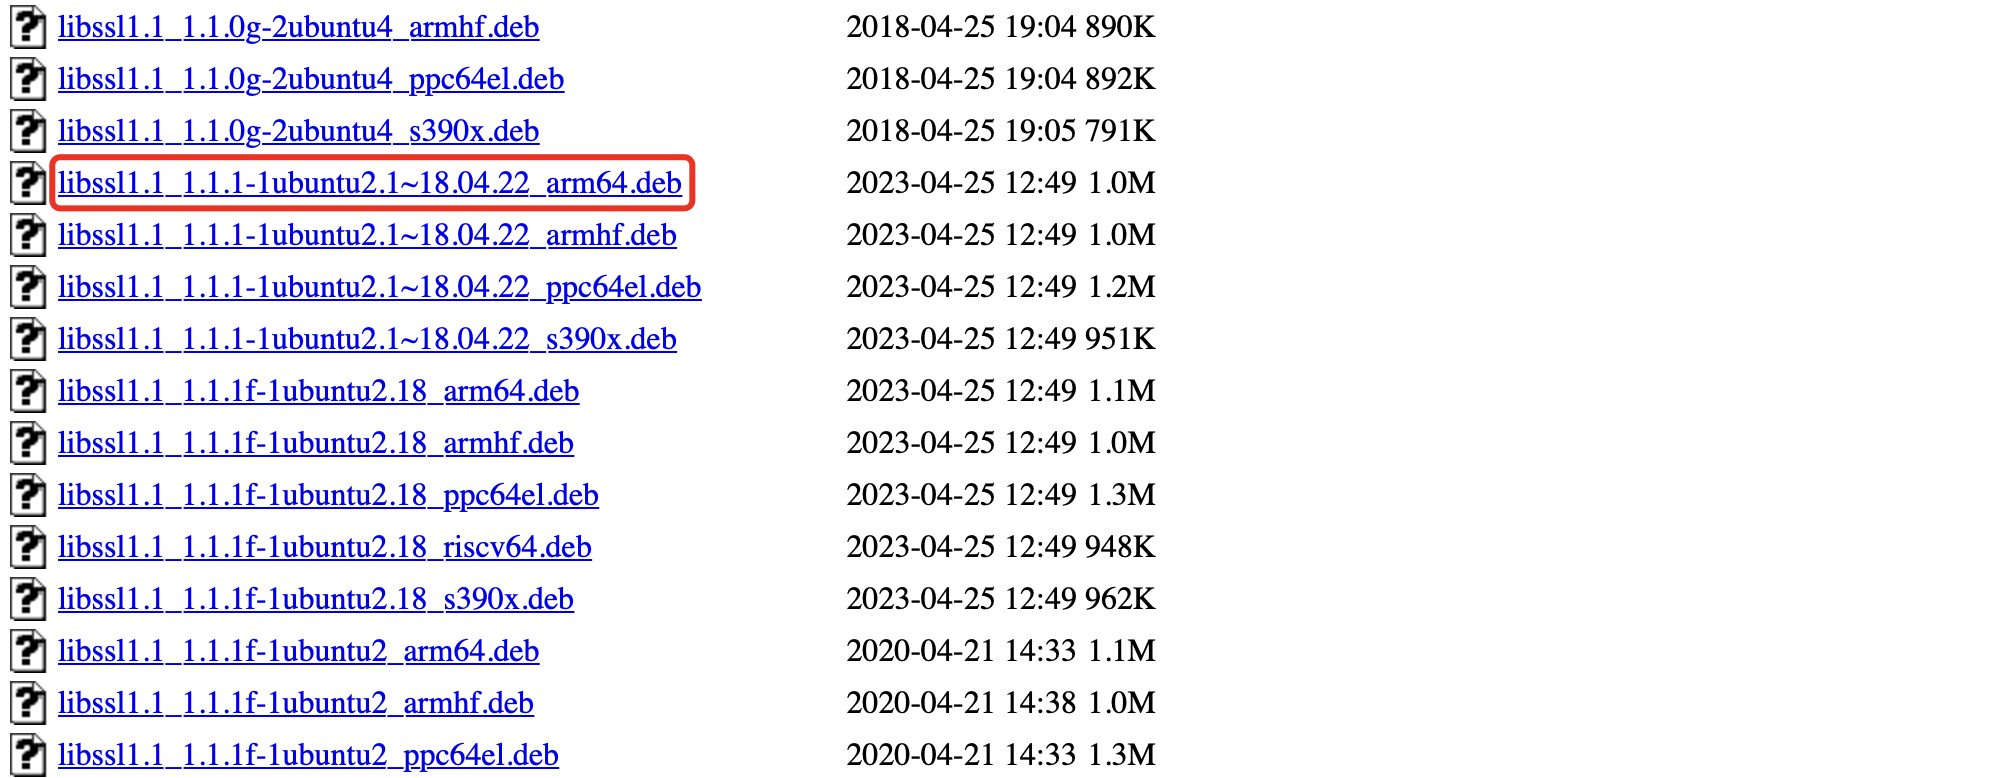 libssl1.1_1.1.0g-2ubuntu4_armhf.deb 2018-04-25 19:04 890K
libssl1.1_1.1.0g-2ubuntu4_ppc64el.deb 2018-04-25 19:04 892K
libssl1.1_1.1.0g-2ubuntu4_s390x.deb 2018-04-25 19:05 791K
libssl1.1_1.1.1-1ubuntu2.1~18.04.22_arm64.deb 2023-04-25 12:49 1.0M
libssl1.1_1.1.1-1ubuntu2.1~18.04.22_armhf.deb 2023-04-25 12:49 1.0M
libssl1.1_1.1.1-1ubuntu2.1~18.04.22_ppc64el.deb 2023-04-25 12:49 1.2M
libssl1.1_1.1.1-1ubuntu2.1~18.04.22_s390x.deb 2023-04-25 12:49 951K
libssl1.1_1.1.1f-1ubuntu2.18_arm64.deb 2023-04-25 12:49 1.1M
libssl1.1_1.1.1f-1ubuntu2.18_armhf.deb 2023-04-25 12:49 1.0M
libssl1.1_1.1.1f-1ubuntu2.18_ppc64el.deb 2023-04-25 12:49 1.3M
libssl1.1_1.1.1f-1ubuntu2.18_riscv64.deb 2023-04-25 12:49 948K
libssl1.1_1.1.1f-1ubuntu2.18_s390x.deb 2023-04-25 12:49 962K
libssl1.1_1.1.1f-1ubuntu2_arm64.deb 2020-04-21 14:33 1.1M
libssl1.1_1.1.1f-1ubuntu2_armhf.deb 2020-04-21 14:38 1.0M
libssl1.1_1.1.1f-1ubuntu2_ppc64el.deb 2020-04-21 14:33 1.3M